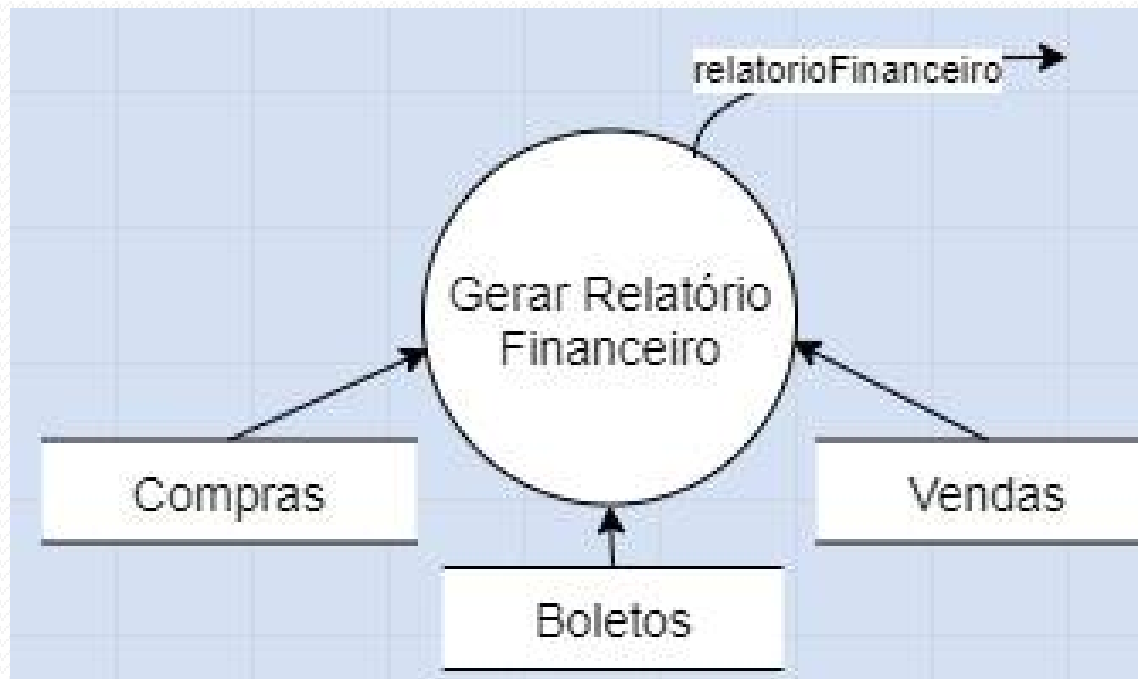 relatorioFinanceiro
Gerar Relatório
Financeiro
Compras
Vendas
Boletos